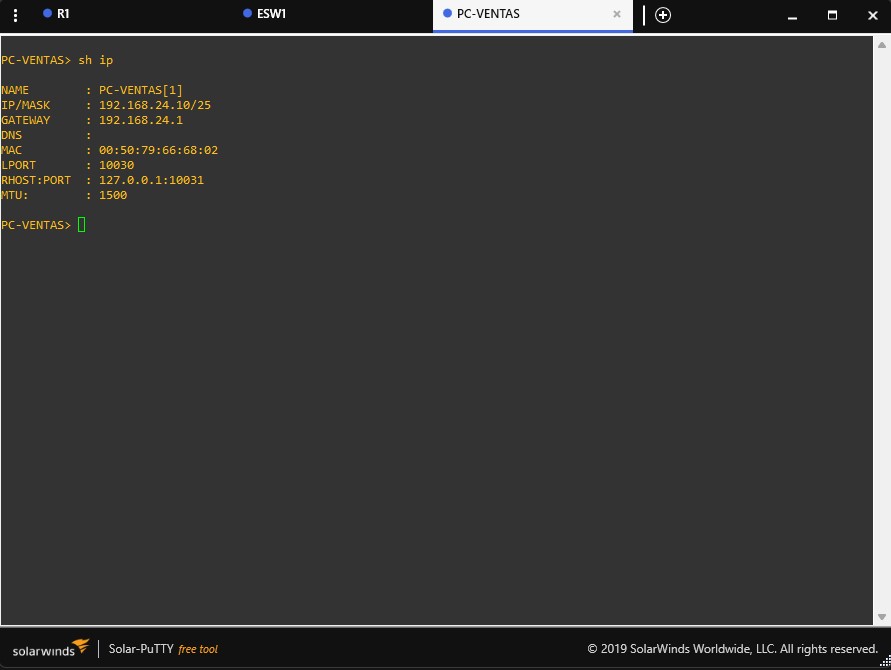 R1
ESW1
PC-VENTAS
PC-VENTAS> sh ip
NAME : PC-VENTAS[1]
IP/MASK : 192.168.24.10/25
GATEWAY : 192.168.24.1
DNS :
MAC : 00:50:79:66:68:02
LPORT : 10030
RHOST:PORT : 127.0.0.1:10031
MTU: : 1500
PC-VENTAS>
solarwinds Solar-PuTTY free tool © 2019 SolarWinds Worldwide, LLC. All rights reserved.